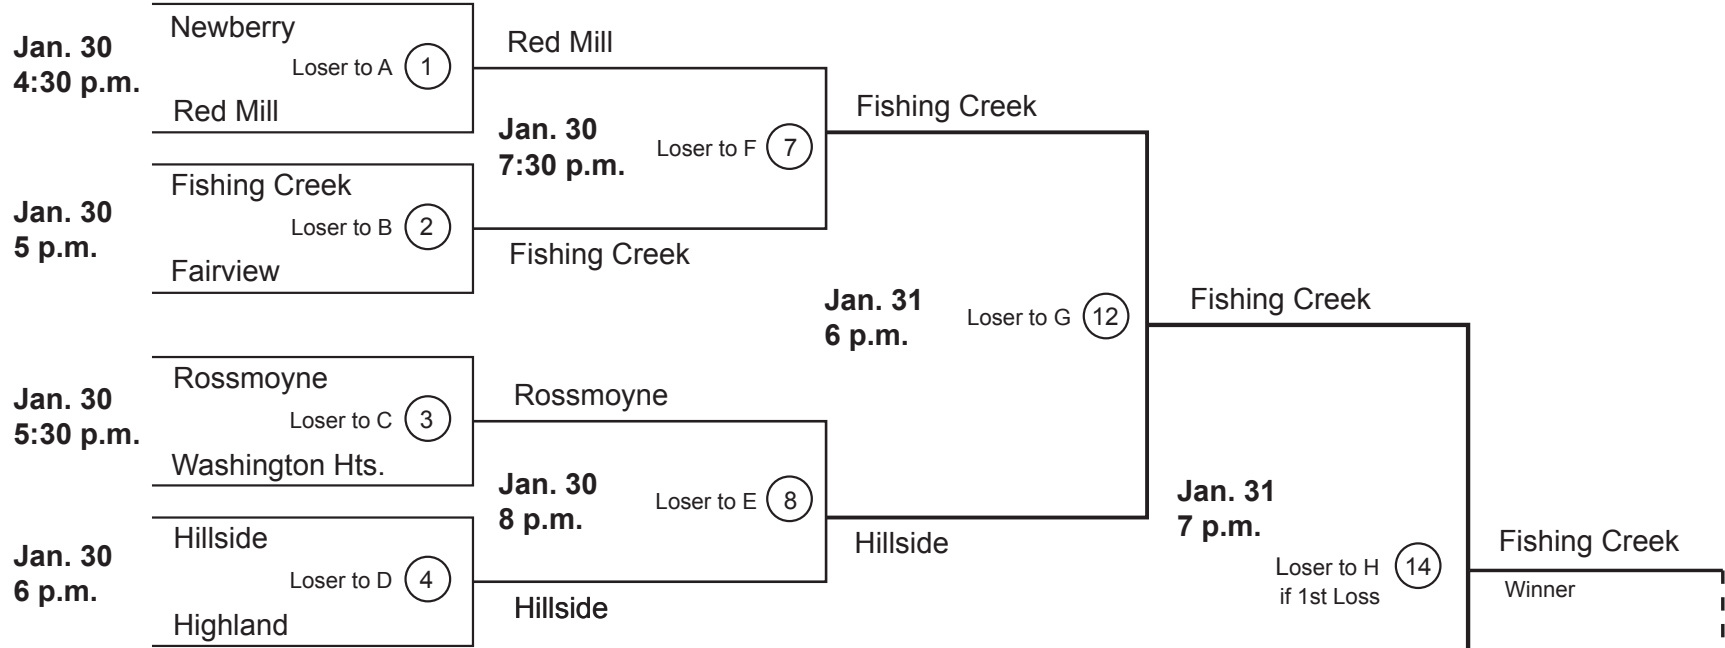 Newberry
Jan. 30
4:30 p.m.
Loser to A 1
Red Mill
Red Mill
Jan. 30
7:30 p.m.
Loser to F 7
Fishing Creek
Fishing Creek
Jan. 30
5 p.m.
Loser to B 2
Fairview
Fishing Creek
Jan. 31
6 p.m.
Loser to G 12
Fishing Creek
Rossmoyne
Jan. 30
5:30 p.m.
Loser to C 3
Washington Hts.
Rossmoyne
Jan. 30
8 p.m.
Loser to E 8
Hillside
Hillside
Jan. 30
6 p.m.
Loser to D 4
Highland
Hillside
Jan. 31
7 p.m.
Loser to H 14
if 1st Loss
Fishing Creek
Winner